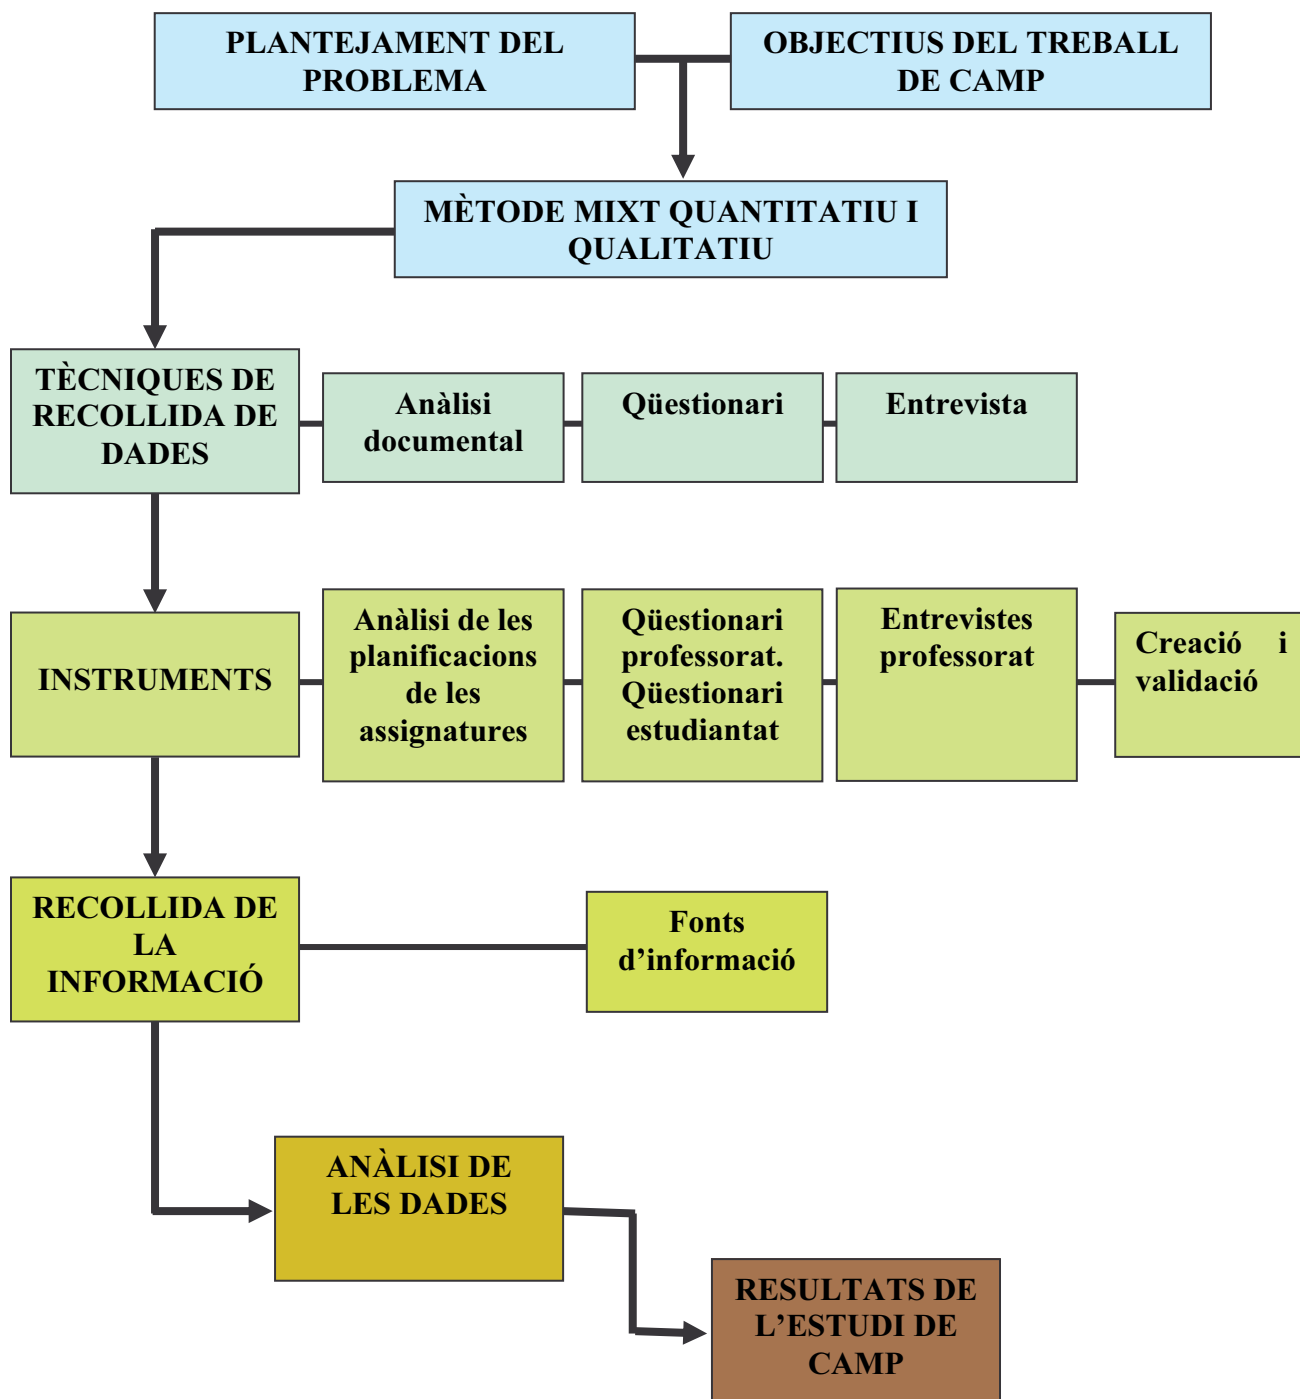 PLANTEJAMENT DEL
PROBLEMA
OBJECTIUS DEL TREBALL
DE CAMP
MÈTODE MIXT QUANTITATIU I
QUALITATIU
TÈCNIQUES DE
RECOLLIDA DE
DADES
Anàlisi
documental
Qüestionari
Entrevista
INSTRUMENTS
Anàlisi de les
planificacions
de les
assignatures
Qüestionari
professorat.
Qüestionari
estudiantat
Entrevistes
professorat
Creació i
validació
RECOLLIDA DE
LA
INFORMACIÓ
Fonts
d’informació
ANÀLISI DE
LES DADES
RESULTATS DE
L’ESTUDI DE
CAMP